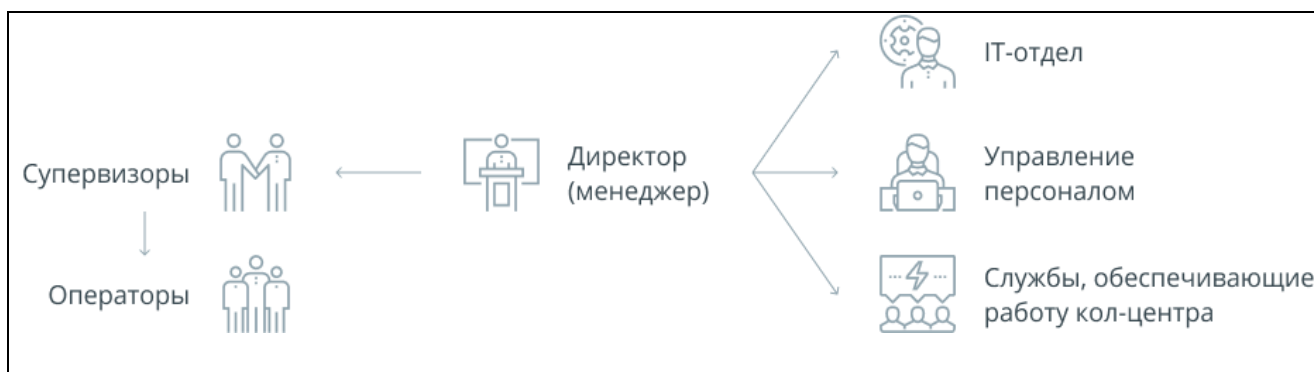 Супервизоры
Операторы
Директор
(менеджер)
IT-отдел
Управление
персоналом
Службы, обеспечивающие
работу кол-центра